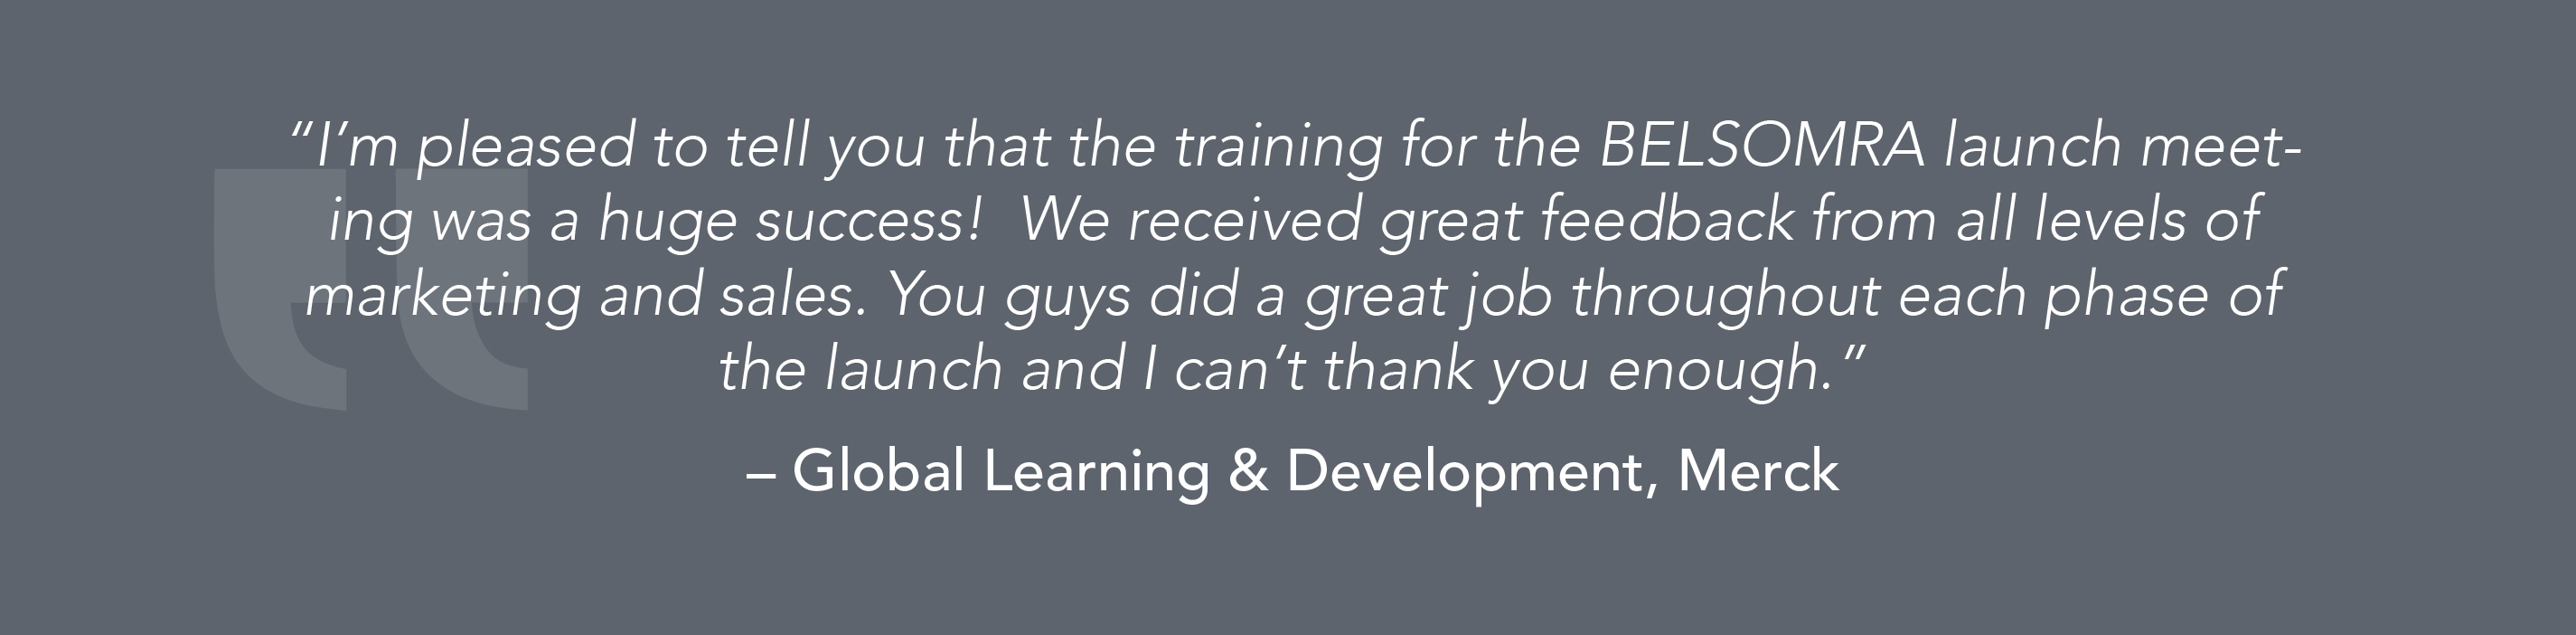 “I’m pleased to tell you that the training for the BELSOMRA launch meet-
ing was a huge success!  We received great feedback from all levels of
marketing and sales. You guys did a great job throughout each phase of
the launch and I can’t thank you enough.”
– Global Learning & Development, Merck